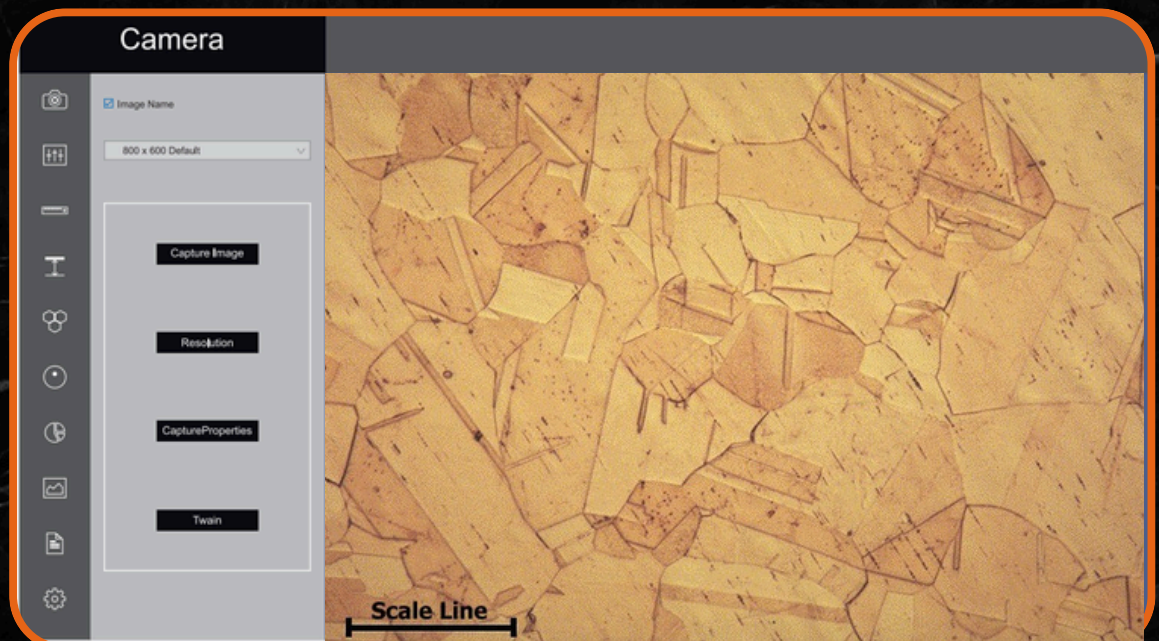 Camera
Image Name
800 x 600 Default
Capture Image
Resolution
CaptureProperties
Twain
Scale Line